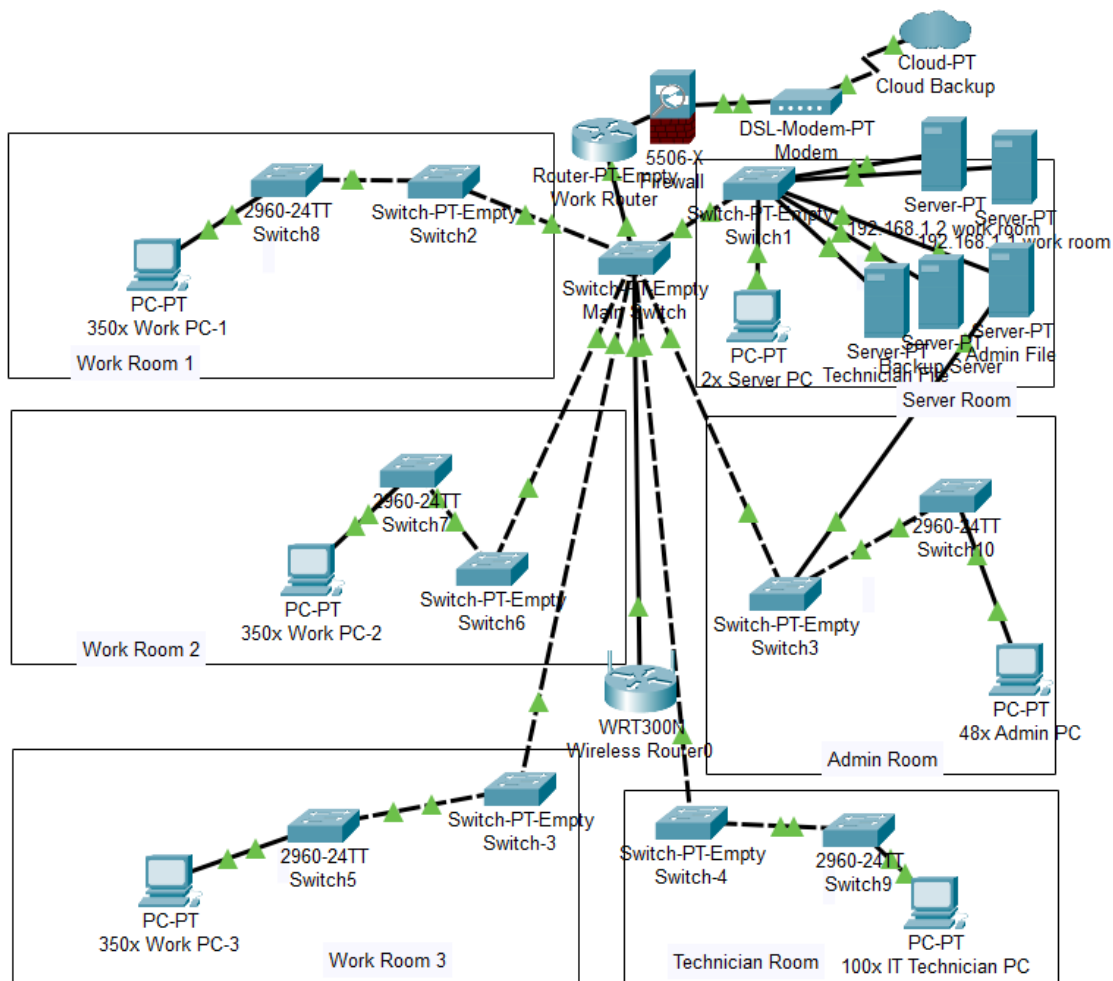 Cloud-PT
Cloud Backup
DSL-Modem-PT
Modem
5506-X
Firewall
Router-PT-Empty
Work Router
2960-24TT
Switch8
Switch-PT-Empty
Switch2
PC-PT
350x Work PC-1
Work Room 1
Switch-PT-Empty
Main Switch
Switch-PT-Empty
Switch1
Server-PT
192.168.1.2 work room
Server-PT
192.168.1.1 work room
PC-PT
2x Server PC
Server-PT
Technician File
Server-PT
Backup Server
Server-PT
Admin File
Server Room
2960-24TT
Switch7
PC-PT
350x Work PC-2
Switch-PT-Empty
Switch6
Work Room 2
2960-24TT
Switch10
Switch-PT-Empty
Switch3
PC-PT
48x Admin PC
Admin Room
WRT300N
Wireless Router0
Switch-PT-Empty
Switch-3
2960-24TT
Switch5
PC-PT
350x Work PC-3
Work Room 3
Switch-PT-Empty
Switch-4
2960-24TT
Switch9
PC-PT
100x IT Technician PC
Technician Room